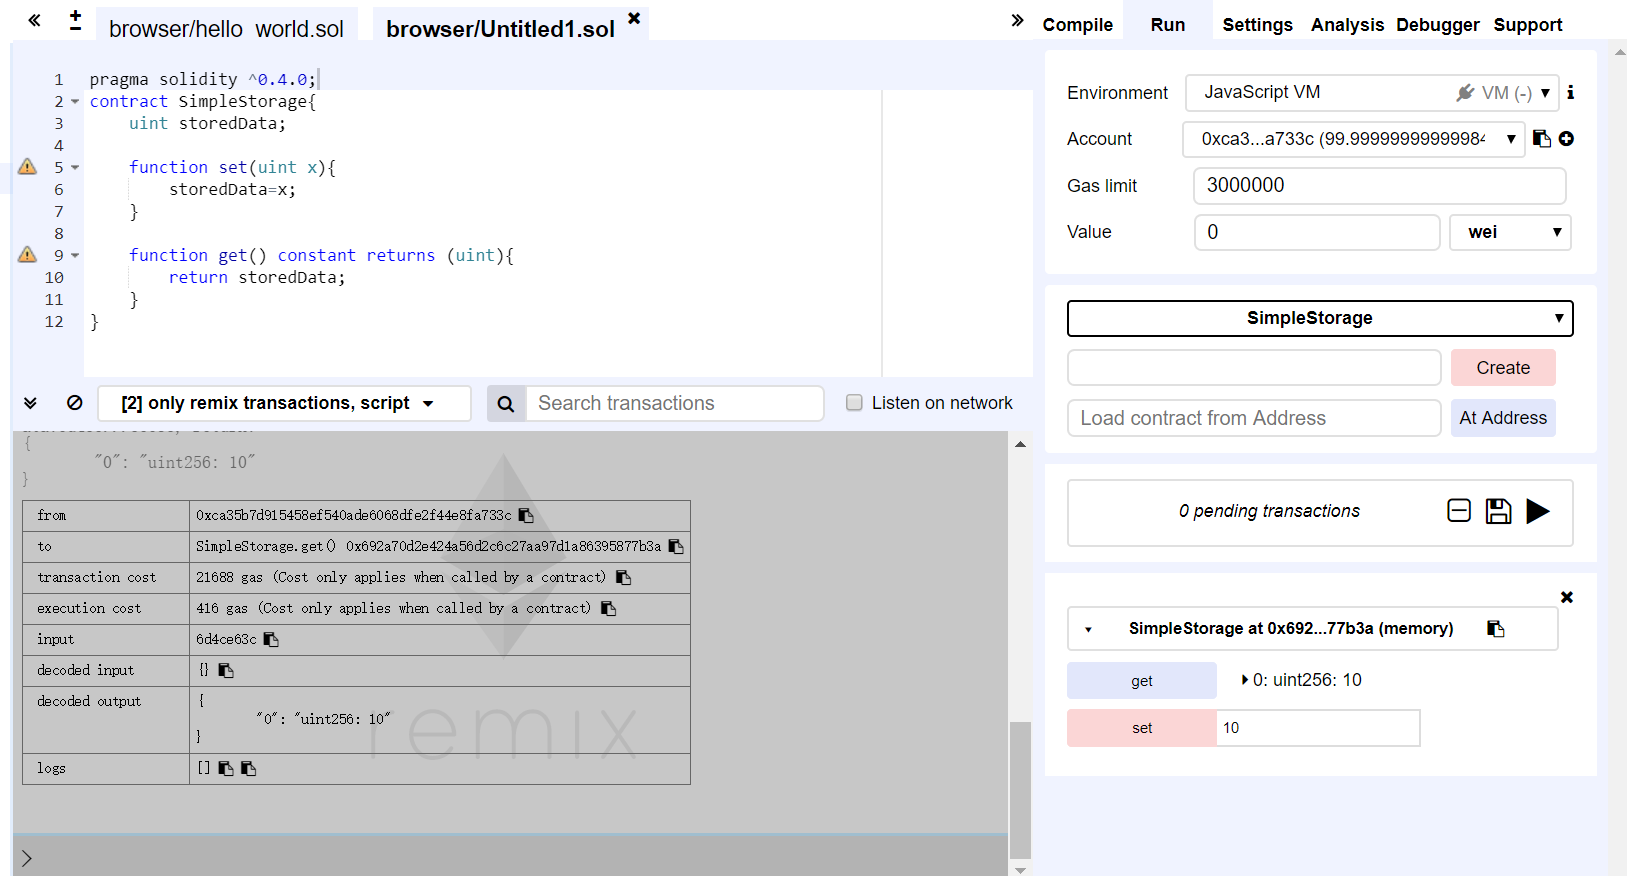 browser/hello_world.sol
browser/Untitled1.sol
Compile
Run
Settings
Analysis
Debugger
Support
1 pragma solidity ^0.4.0;
2 contract SimpleStorage{
3 uint storedData;
4
5 function set(uint x){
6 storedData=x;
7 }
8
9 function get() constant returns (uint){
10 return storedData;
11 }
12 }
[2] only remix transactions, script
Search transactions
Listen on network
{
"0": "uint256: 10"
}
from 0xca35b7d915458ef540ade6068dfe2f44e8fa733c
to SimpleStorage.get() 0x692a70d2e424a56d2c6c27aa97d1a86395877b3a
transaction cost 21688 gas (Cost only applies when called by a contract)
execution cost 416 gas (Cost only applies when called by a contract)
input 6d4ce63c
decoded input {}
decoded output {
"0": "uint256: 10"
}
logs []
remix
>
Environment JavaScript VM VM (-)
Account 0xca3...a733c (99.99999999999984
Gas limit 3000000
Value 0 wei
SimpleStorage
Create
Load contract from Address At Address
0 pending transactions
SimpleStorage at 0x692...77b3a (memory)
get 0: uint256: 10
set 10